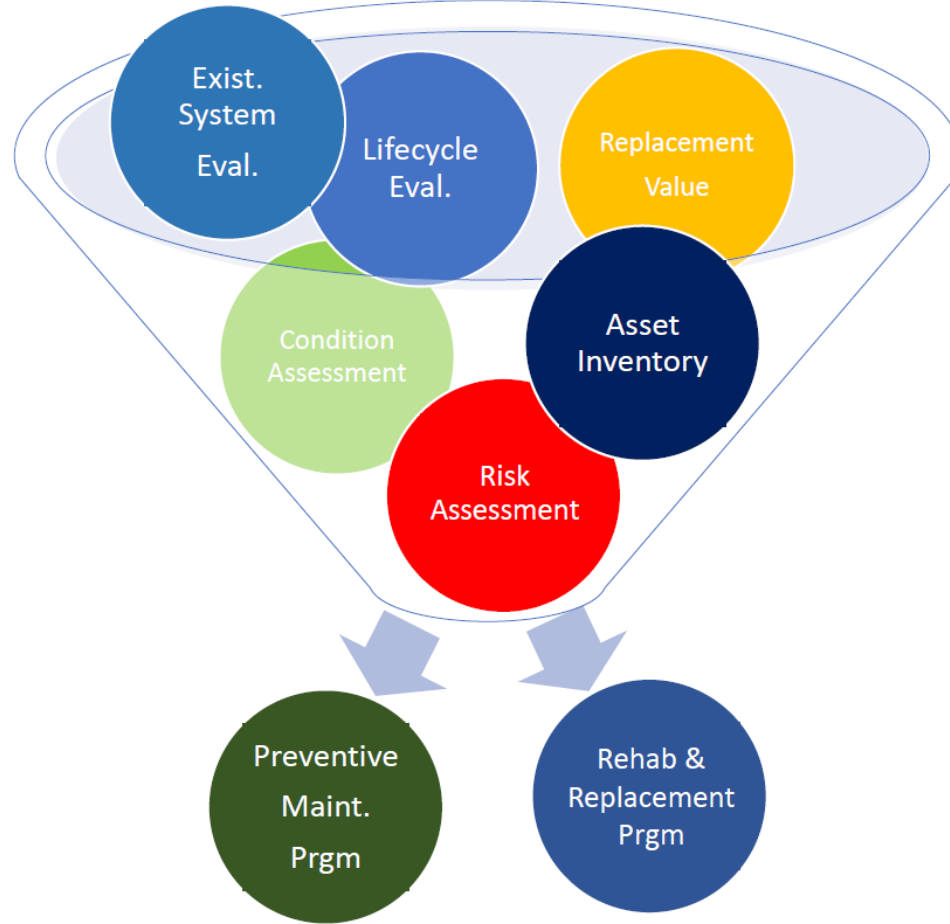 Exist.
System
Eval.
Lifecycle
Eval.
Replacement
Value
Condition
Assessment
Asset
Inventory
Risk
Assessment
Preventive
Maint.
Prgm
Rehab &
Replacement
Prgm